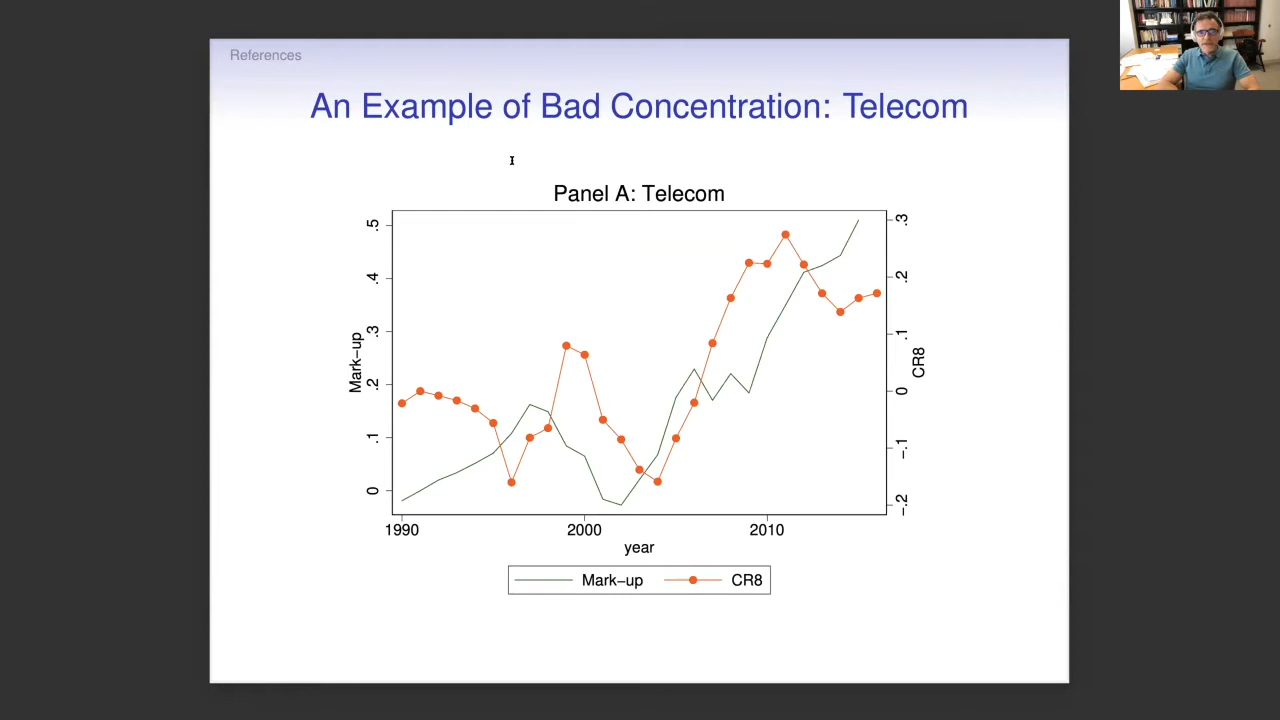 References
An Example of Bad Concentration: Telecom
Panel A: Telecom
.5
.4
.3
.2
.1
0
Mark−up
.3
.2
.1
0
−.1
−.2
CR8
1990 2000 2010
year
Mark−up CR8